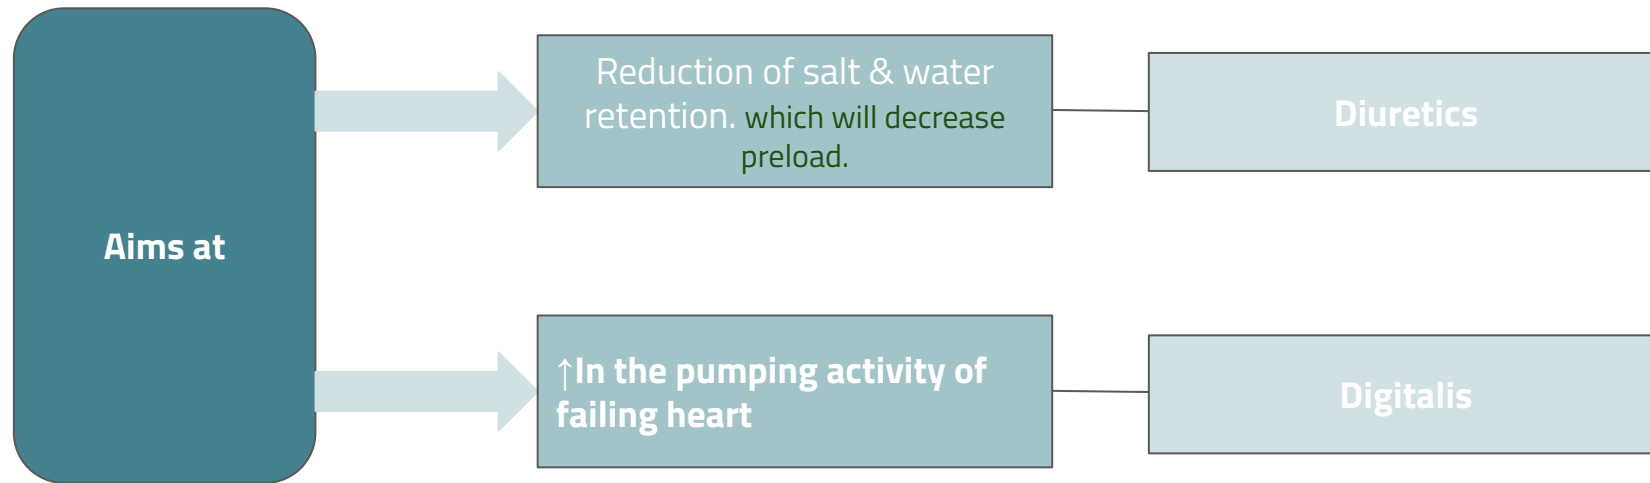 Aims at
Reduction of salt & water
retention. which will decrease
preload.
Diuretics
↑In the pumping activity of
failing heart
Digitalis